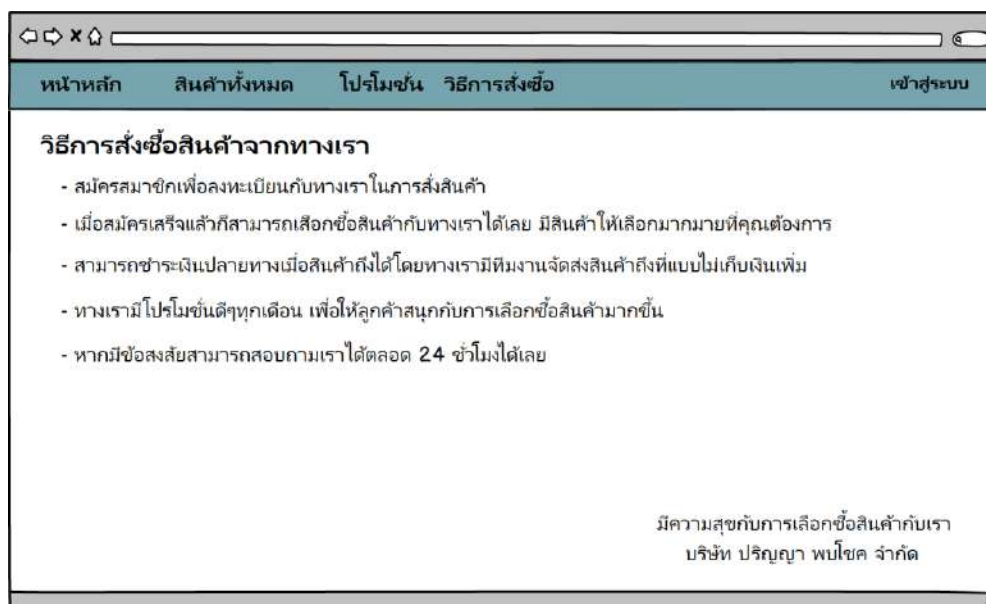 หน้าหลัก สินค้าทั้งหมด โปรโมชั่น วิธีการสั่งซื้อ เข้าสู่ระบบ
วิธีการสั่งซื้อสินค้าจากทางเรา
- สมัครสมาชิกเพื่อลงทะเบียนกับทางเราในการสั่งสินค้า
- เมื่อสมัครเสร็จแล้วก็สามารถเลือกซื้อสินค้ากับทางเราได้เลย มีสินค้าให้เลือกมากมายที่คุณต้องการ
- สามารถชำระเงินปลายทางเมื่อสินค้าถึงได้โดยทางเรามีทีมงานจัดส่งสินค้าถึงที่แบบไม่เก็บเงินเพิ่ม
- ทางเรามีโปรโมชั่นดีๆทุกเดือน เพื่อให้ลูกค้าสนุกกับการเลือกซื้อสินค้ามากขึ้น
- หากมีข้อสงสัยสามารถสอบถามเราได้ตลอด 24 ชั่วโมงได้เลย
มีความสุขกับการเลือกซื้อสินค้ากับเรา
บริษัท ปริญญา พบโชค จำกัด